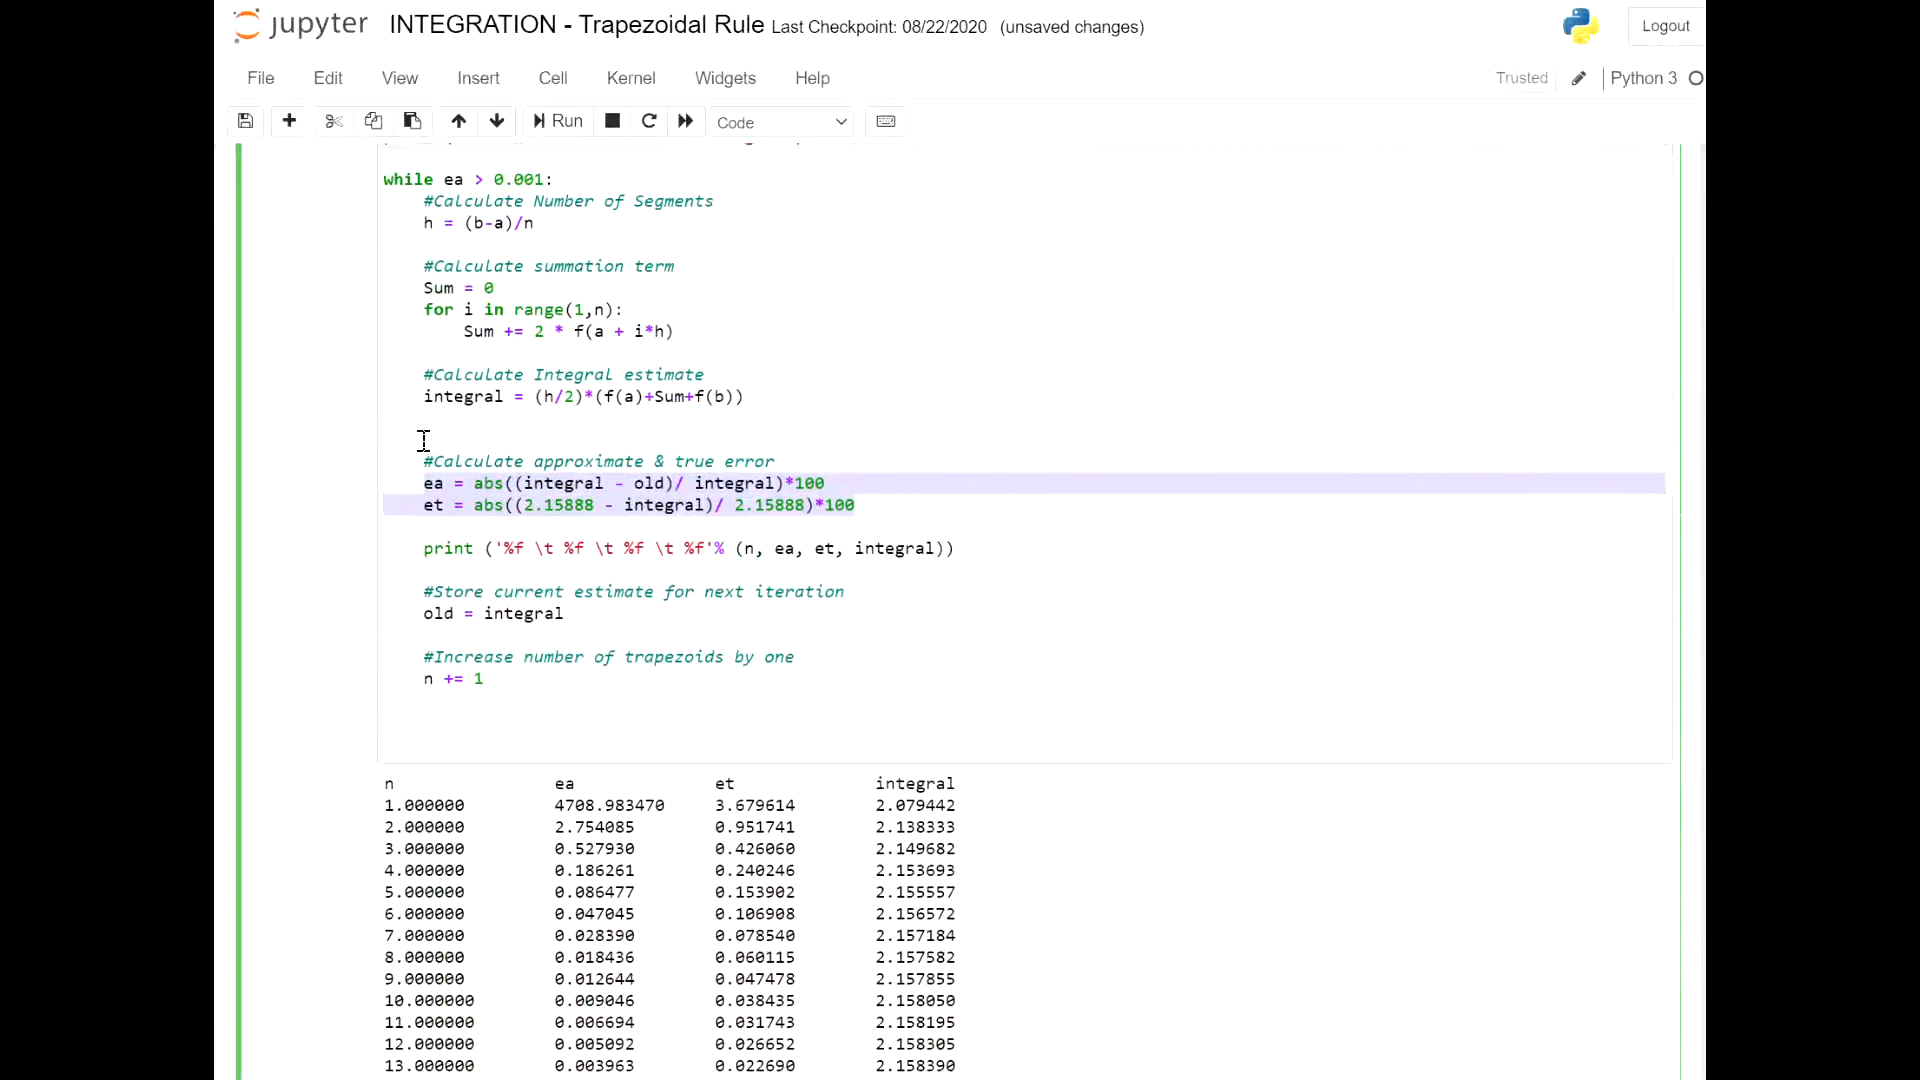 jupyter INTEGRATION - Trapezoidal Rule Last Checkpoint: 08/22/2020 (unsaved changes) Logout
File Edit View Insert Cell Kernel Widgets Help Trusted Python 3
Run Code
while ea > 0.001:
#Calculate Number of Segments
h = (b-a)/n
#Calculate summation term
Sum = 0
for i in range(1,n):
Sum += 2 * f(a + i*h)
#Calculate Integral estimate
integral = (h/2)*(f(a)+Sum+f(b))
#Calculate approximate & true error
ea = abs((integral - old)/ integral)*100
et = abs((2.15888 - integral)/ 2.15888)*100
print ('%f \t %f \t %f \t %f'% (n, ea, et, integral))
#Store current estimate for next iteration
old = integral
#Increase number of trapezoids by one
n += 1
n ea et integral
1.000000 4708.983470 3.679614 2.079442
2.000000 2.754085 0.951741 2.138333
3.000000 0.527930 0.426060 2.149682
4.000000 0.186261 0.240246 2.153693
5.000000 0.086477 0.153902 2.155557
6.000000 0.047045 0.106908 2.156572
7.000000 0.028390 0.078540 2.157184
8.000000 0.018436 0.060115 2.157582
9.000000 0.012644 0.047478 2.157855
10.000000 0.009046 0.038435 2.158050
11.000000 0.006694 0.031743 2.158195
12.000000 0.005092 0.026652 2.158305
13.000000 0.003963 0.022690 2.158390